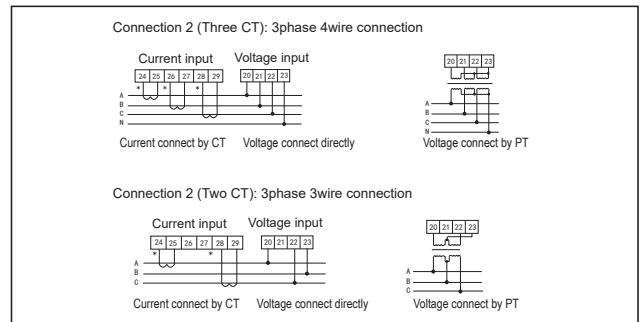 Connection 2 (Three CT): 3phase 4wire connection
Current input
Voltage input
24 25 26 27 28 29
20 21 22 23
20 21 22 23
* * *
A
B
C
N
A
B
C
N
Current connect by CT
Voltage connect directly
Voltage connect by PT
Connection 2 (Two CT): 3phase 3wire connection
Current input
Voltage input
24 25 26 27 28 29
20 21 22 23
20 21 22 23
* *
A
B
C
A
B
C
Current connect by CT
Voltage connect directly
Voltage connect by PT